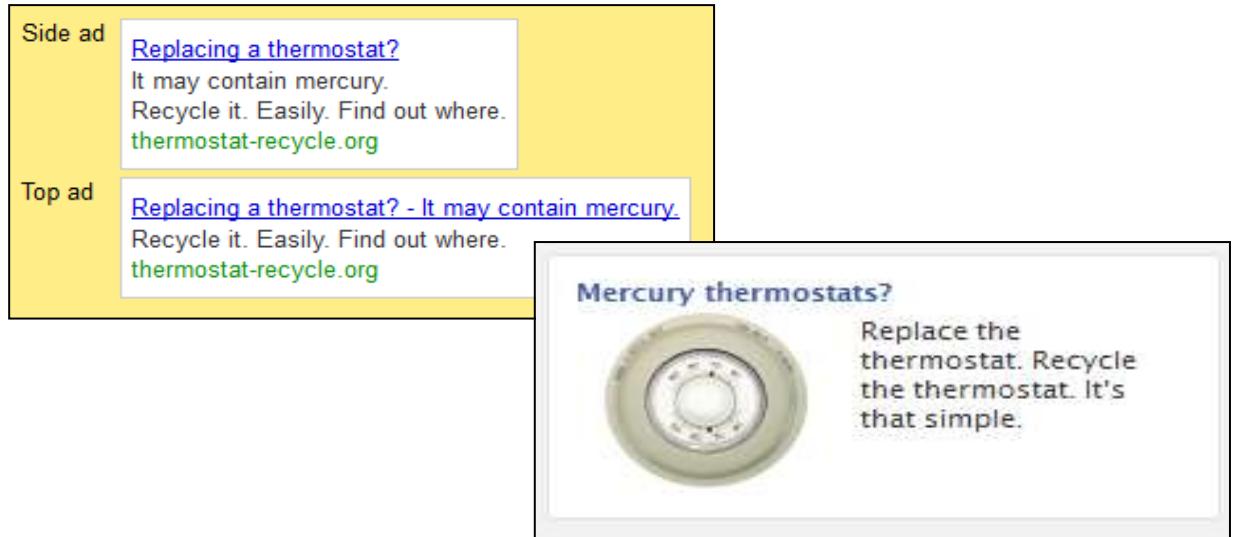 Side ad
Replacing a thermostat?
It may contain mercury.
Recycle it. Easily. Find out where.
thermostat-recycle.org
Top ad
Replacing a thermostat? - It may contain mercury.
Recycle it. Easily. Find out where.
thermostat-recycle.org
Mercury thermostats?
Replace the
thermostat. Recycle
the thermostat. It's
that simple.